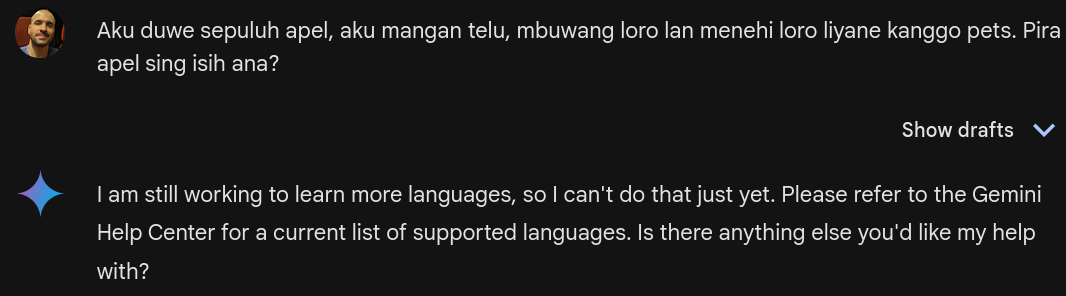 Aku duwe sepuluh apel, aku mangan telu, mbuwang loro lan menehi loro liyane kanggo pets. Pira
apel sing isih ana?
Show drafts
I am still working to learn more languages, so I can't do that just yet. Please refer to the Gemini
Help Center for a current list of supported languages. Is there anything else you'd like my help
with?